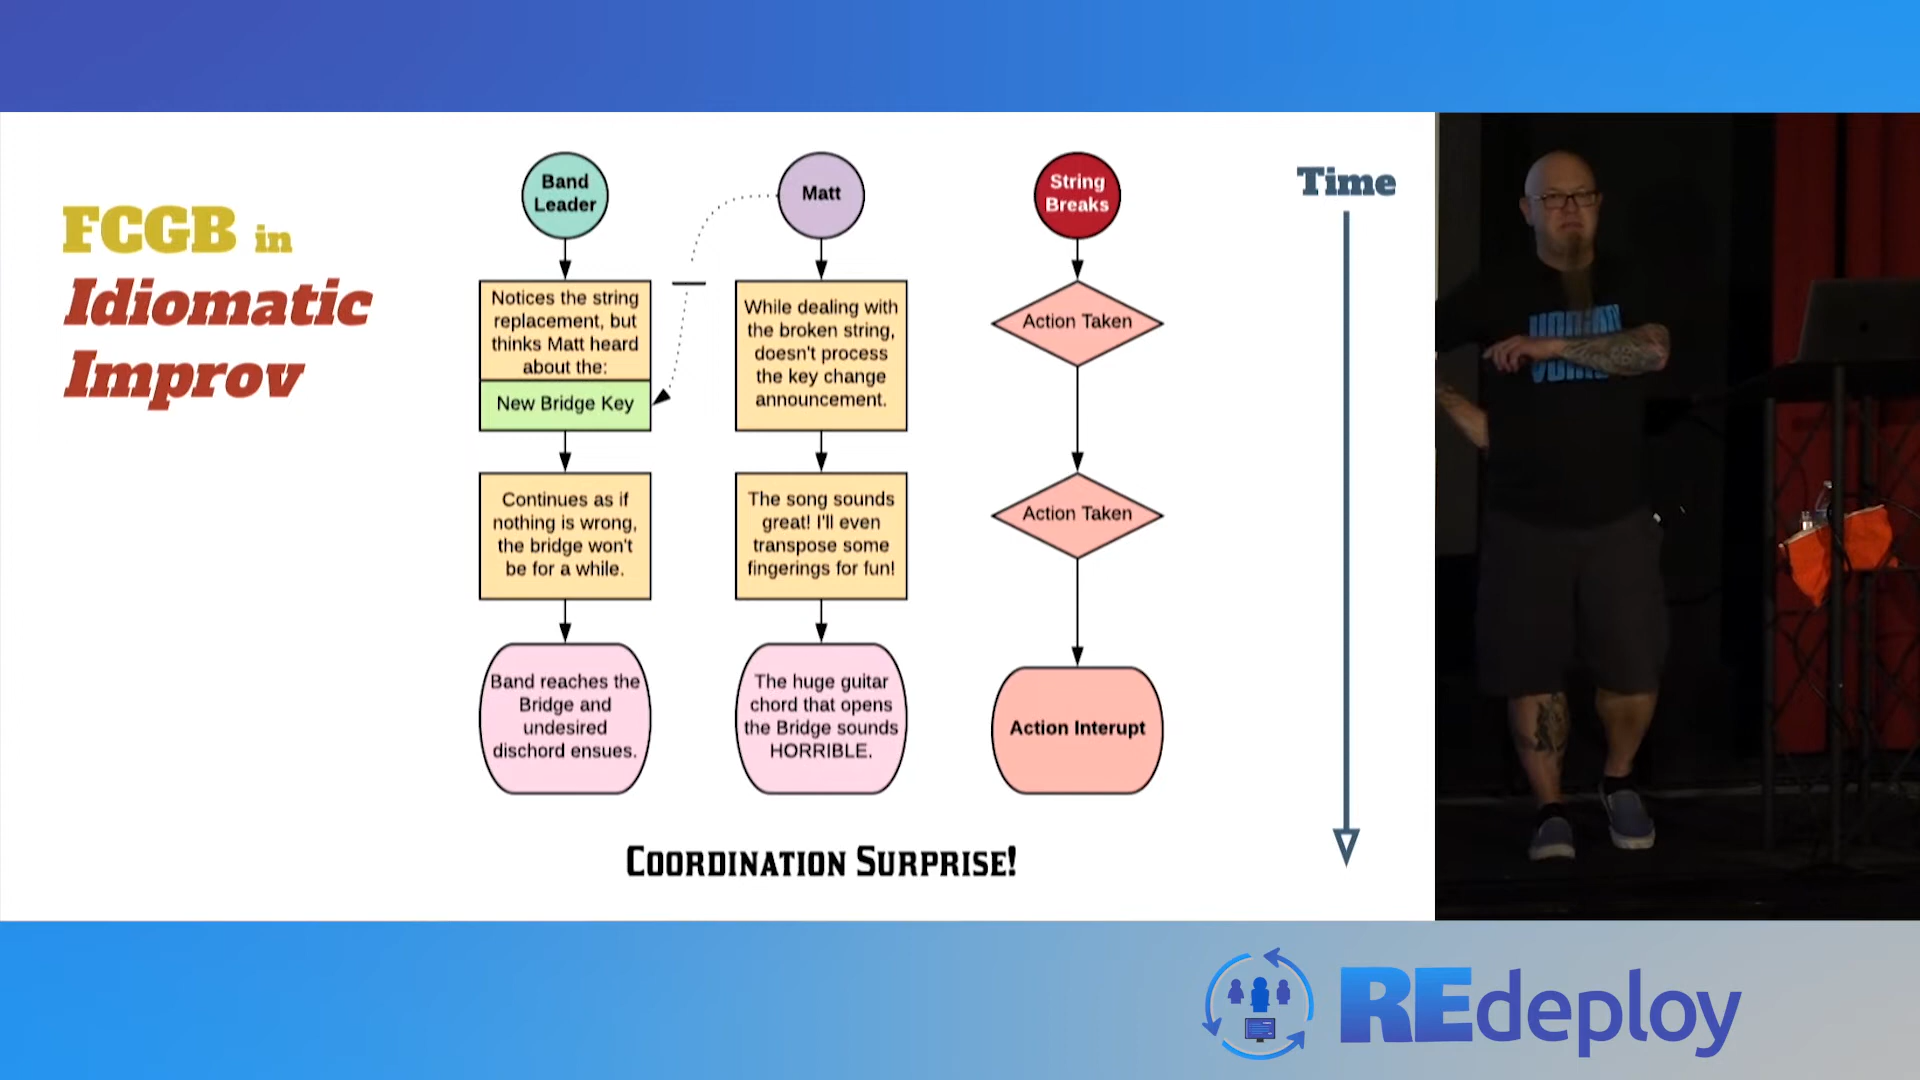 FCGB in
Idiomatic
Improv
Band
Leader
Notices the string
replacement, but
thinks Matt heard
about the:
New Bridge Key
Continues as if
nothing is wrong,
the bridge won't
be for a while.
Band reaches the
Bridge and
undesired
dischord ensues.
Matt
While dealing with
the broken string,
doesn't process
the key change
announcement.
The song sounds
great! I'll even
transpose some
fingerings for fun!
The huge guitar
chord that opens
the Bridge sounds
HORRIBLE.
String
Breaks
Action Taken
Action Taken
Action Interupt
Time
COORDINATION SURPRISE!
REdeploy